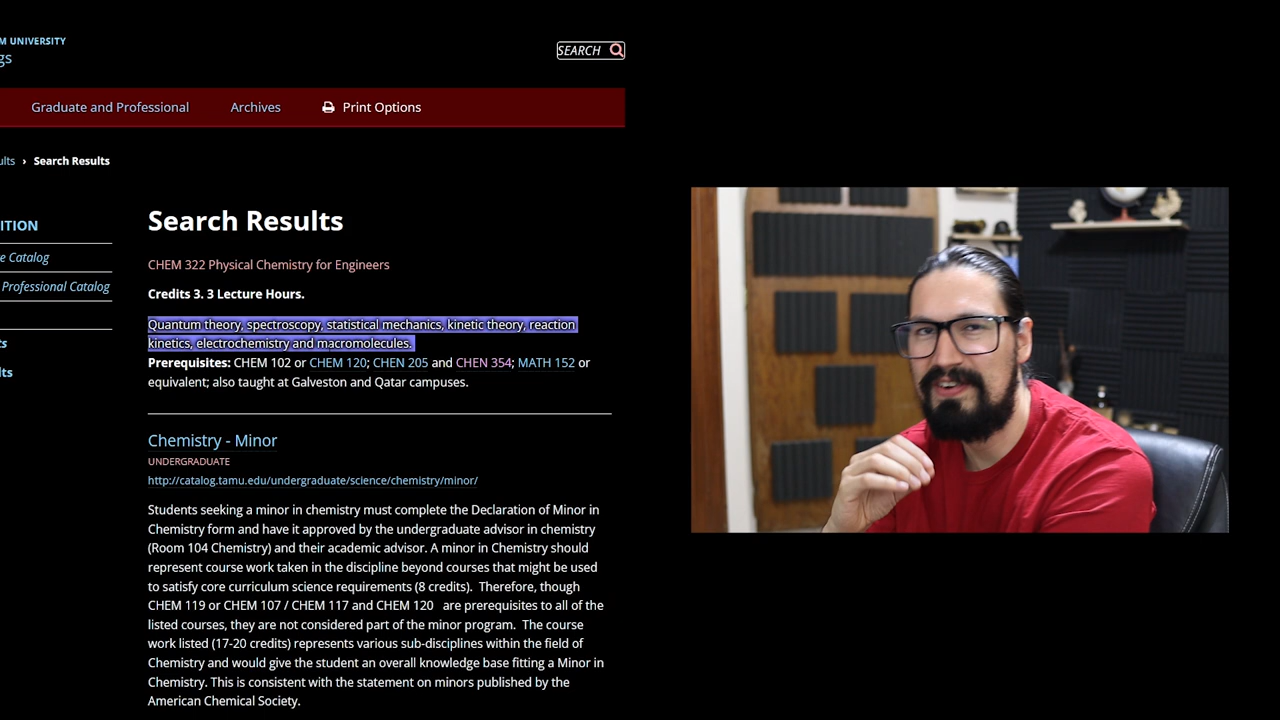 M UNIVERSITY
gs
SEARCH
Graduate and Professional
Archives
Print Options
ults › Search Results
ITION
e Catalog
Professional Catalog
ts
lts
Search Results
CHEM 322 Physical Chemistry for Engineers
Credits 3. 3 Lecture Hours.
Quantum theory, spectroscopy, statistical mechanics, kinetic theory, reaction
kinetics, electrochemistry and macromolecules.
Prerequisites: CHEM 102 or CHEM 120; CHEN 205 and CHEN 354; MATH 152 or
equivalent; also taught at Galveston and Qatar campuses.
Chemistry - Minor
UNDERGRADUATE
http://catalog.tamu.edu/undergraduate/science/chemistry/minor/
Students seeking a minor in chemistry must complete the Declaration of Minor in
Chemistry form and have it approved by the undergraduate advisor in chemistry
(Room 104 Chemistry) and their academic advisor. A minor in Chemistry should
represent course work taken in the discipline beyond courses that might be used
to satisfy core curriculum science requirements (8 credits). Therefore, though
CHEM 119 or CHEM 107 / CHEM 117 and CHEM 120 are prerequisites to all of the
listed courses, they are not considered part of the minor program. The course
work listed (17-20 credits) represents various sub-disciplines within the field of
Chemistry and would give the student an overall knowledge base fitting a Minor in
Chemistry. This is consistent with the statement on minors published by the
American Chemical Society.